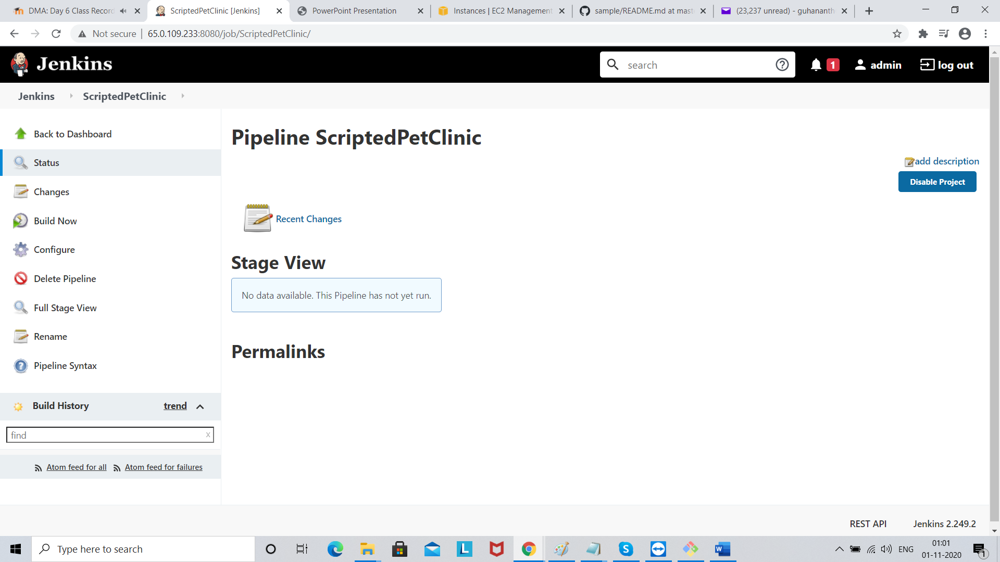 DMA: Day 6 Class Record
ScriptedPetClinic [Jenkins]
PowerPoint Presentation
Instances | EC2 Management
sample/README.md at mast
(23,237 unread) - guhananth
Not secure | 65.0.109.233:8080/job/ScriptedPetClinic/
Jenkins
search
1
admin
log out
Jenkins
ScriptedPetClinic
Back to Dashboard
Status
Changes
Build Now
Configure
Delete Pipeline
Full Stage View
Rename
Pipeline Syntax
Build History
trend
find
x
Atom feed for all
Atom feed for failures
Pipeline ScriptedPetClinic
add description
Disable Project
Recent Changes
Stage View
No data available. This Pipeline has not yet run.
Permalinks
REST API
Jenkins 2.249.2
Type here to search
L
W
ENG
01:01
01-11-2020
1